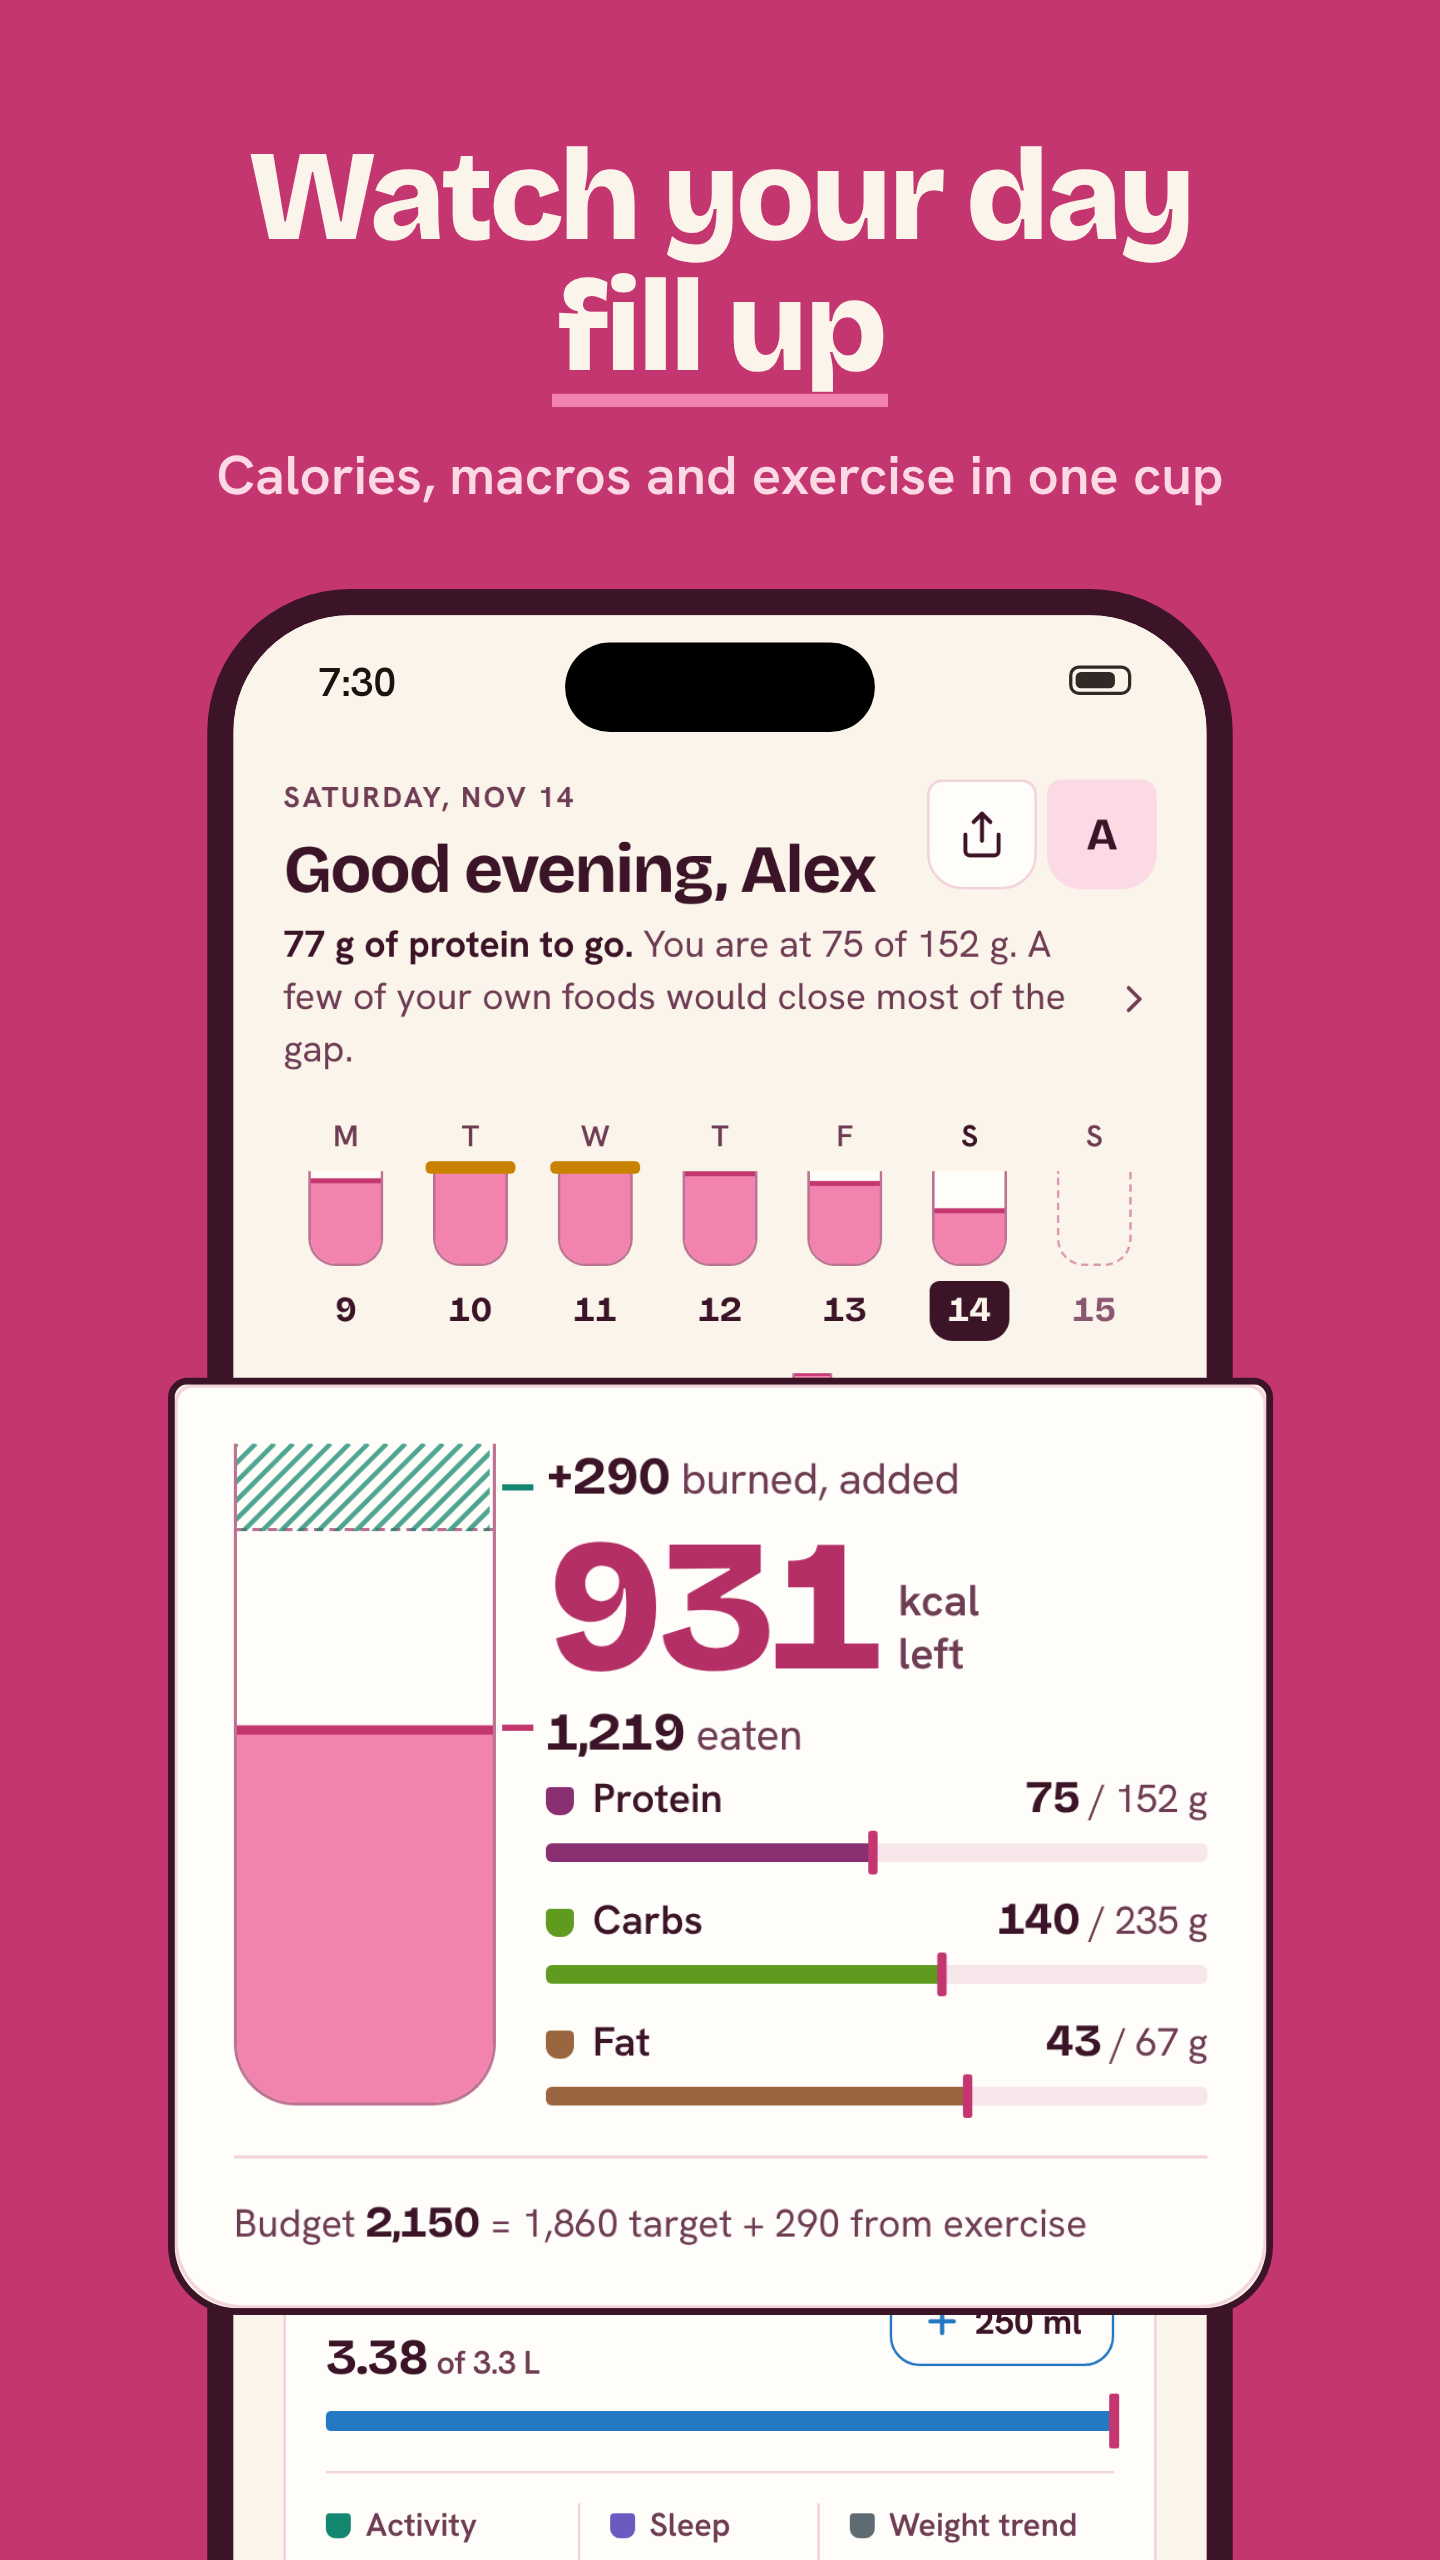 Watch your day
fill up
Calories, macros and exercise in one cup
7:30
SATURDAY, NOV 14
A
Good evening, Alex
77 g of protein to go. You are at 75 of 152 g. A
few of your own foods would close most of the
gap.
M T W T F S S
9 10 11 12 13 14 15
+290 burned, added
931 kcal
left
1,219 eaten
Protein 75 / 152 g
Carbs 140 / 235 g
Fat 43 / 67 g
Budget 2,150 = 1,860 target + 290 from exercise
+ 250 ml
3.38 of 3.3 L
Activity Sleep Weight trend